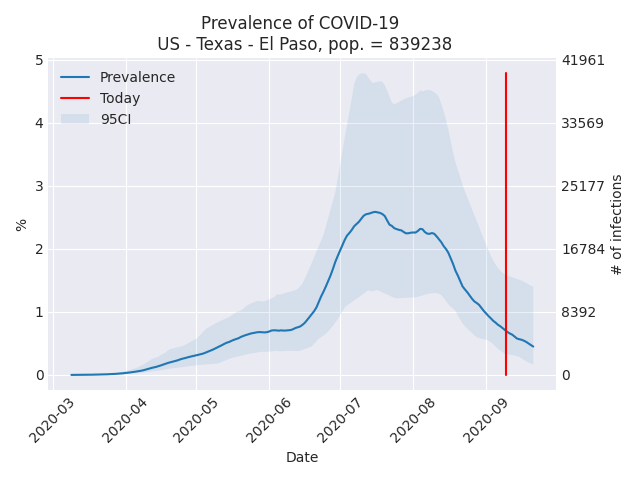 Prevalence of COVID-19
US - Texas - El Paso, pop. = 839238
Prevalence
Today
95CI
5
4
3
2
1
0
%
41961
33569
25177
16784
8392
0
# of infections
2020-03
2020-04
2020-05
2020-06
2020-07
2020-08
2020-09
Date